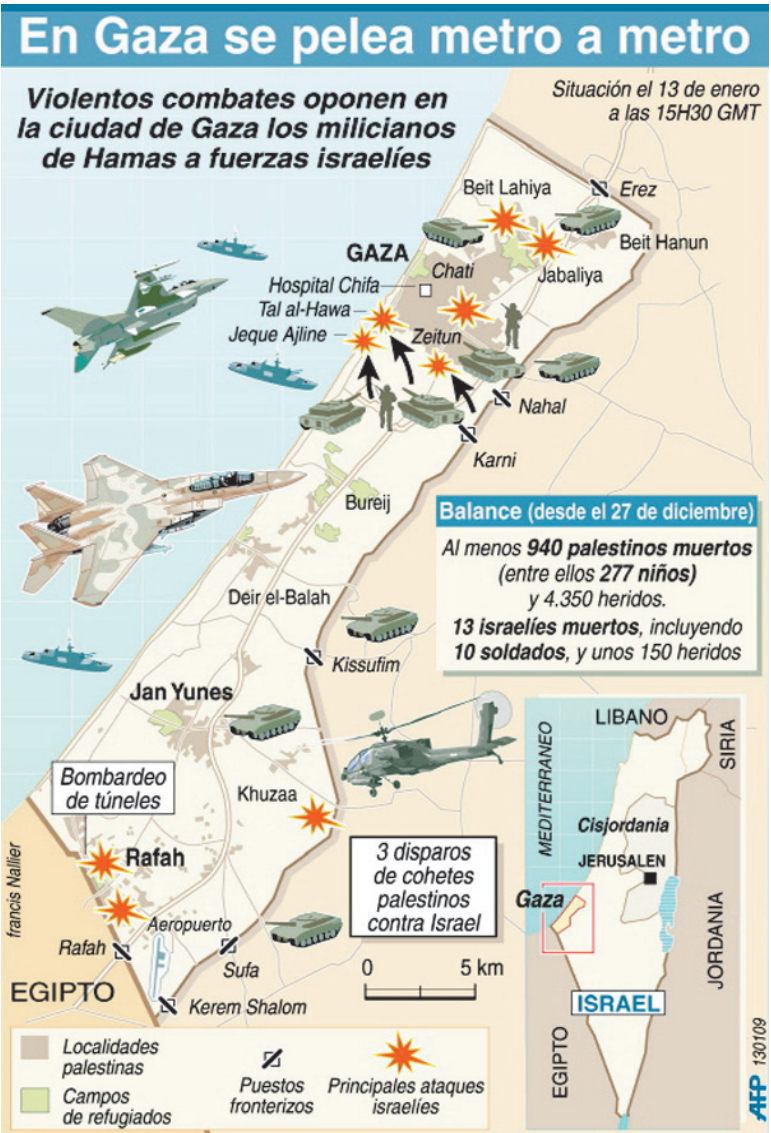 En Gaza se pelea metro a metro
Violentos combates oponen en
la ciudad de Gaza los milicianos
de Hamas a fuerzas israelíes
Situación el 13 de enero
a las 15H30 GMT
Beit Lahiya
Erez
Beit Hanun
GAZA
Chati
Jabaliya
Hospital Chifa
Tal al-Hawa
Jeque Ajline
Zeitun
Nahal
Karni
Bureij
Balance (desde el 27 de diciembre)
Al menos 940 palestinos muertos
(entre ellos 277 niños)
y 4.350 heridos.
13 israelíes muertos, incluyendo
10 soldados, y unos 150 heridos
Deir el-Balah
Kissufim
Jan Yunes
Bombardeo
de túneles
Khuzaa
Rafah
3 disparos
de cohetes
palestinos
contra Israel
francis Nallier
Aeropuerto
Rafah
Sufa
0 5 km
EGIPTO
Kerem Shalom
LIBANO
SIRIA
MEDITERRANEO
Cisjordania
JERUSALEN
Gaza
JORDANIA
ISRAEL
EGIPTO
Localidades
palestinas
Campos
de refugiados
Puestos
fronterizos
Principales ataques
israelíes
AFP 130109